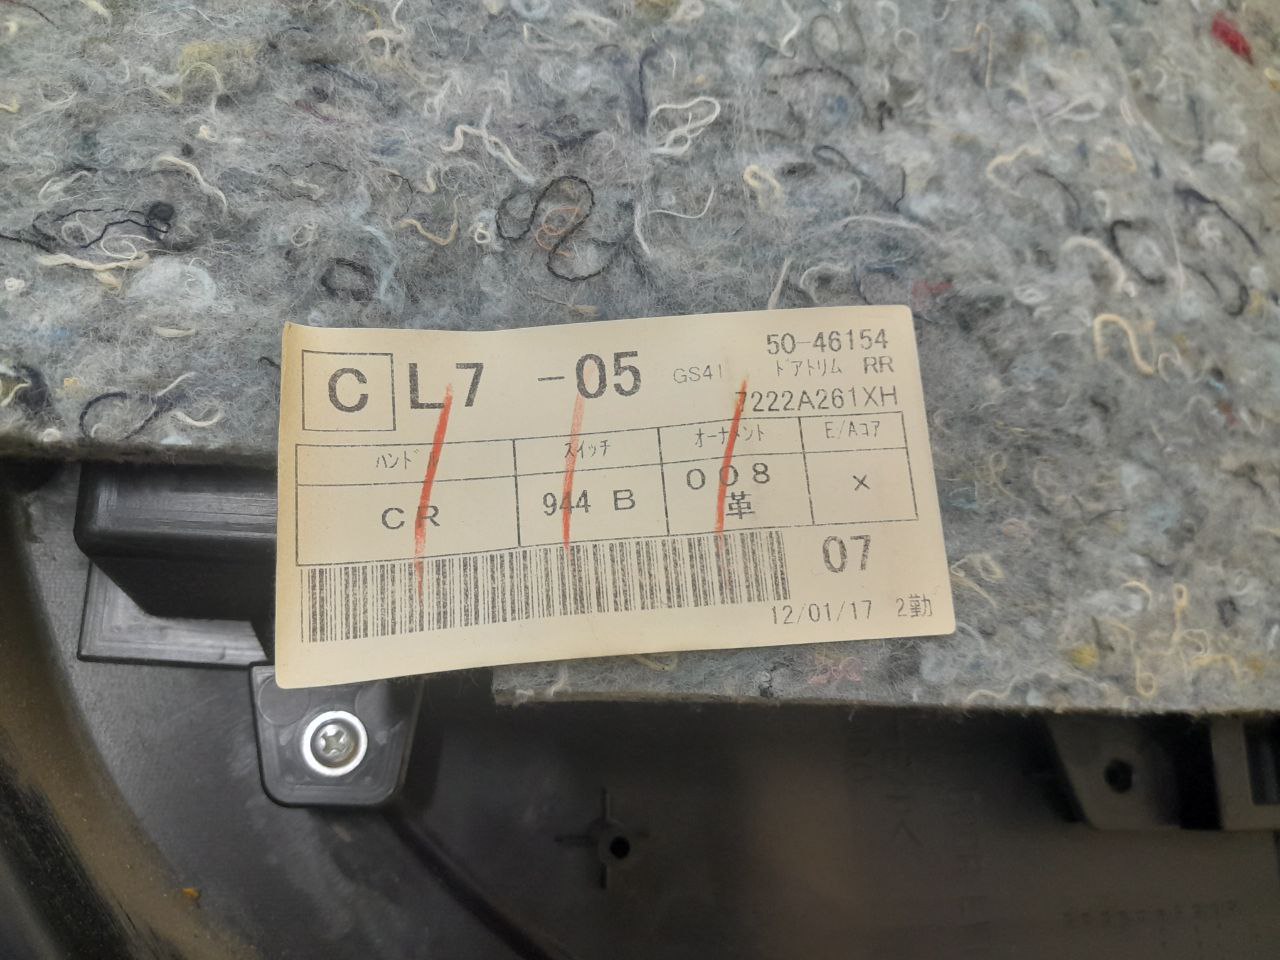 C L7 -05 GS41
50-46154
ドアトリム RR
7222A261XH
ハンドル スイッチ オーナメント E/Aコア
CR 944 B 008 ×
革
07
12/01/17 2勤